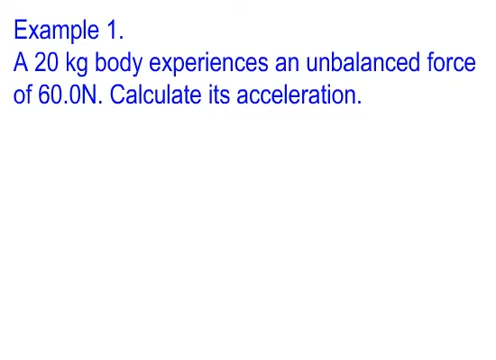 Example 1.
A 20 kg body experiences an unbalanced force
of 60.0N. Calculate its acceleration.